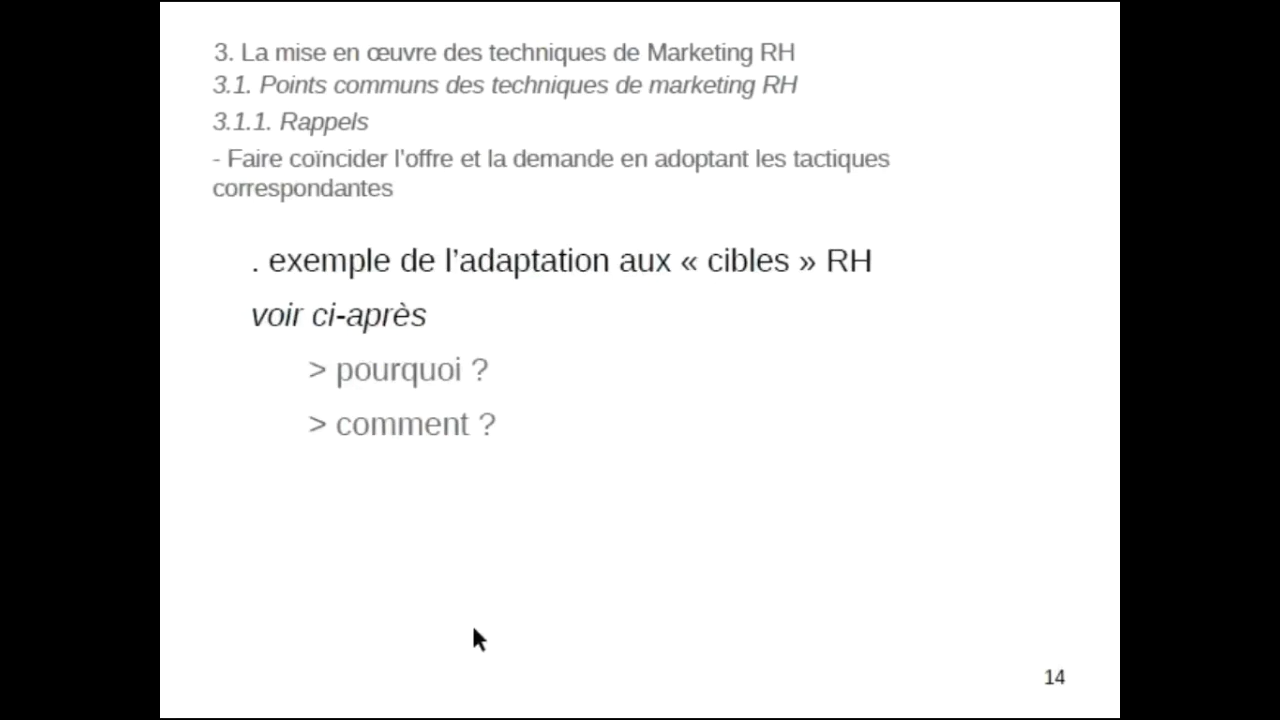 3. La mise en œuvre des techniques de Marketing RH
3.1. Points communs des techniques de marketing RH
3.1.1. Rappels
- Faire coïncider l’offre et la demande en adoptant les tactiques
correspondantes
. exemple de l’adaptation aux « cibles » RH
voir ci-après
> pourquoi ?
> comment ?
14